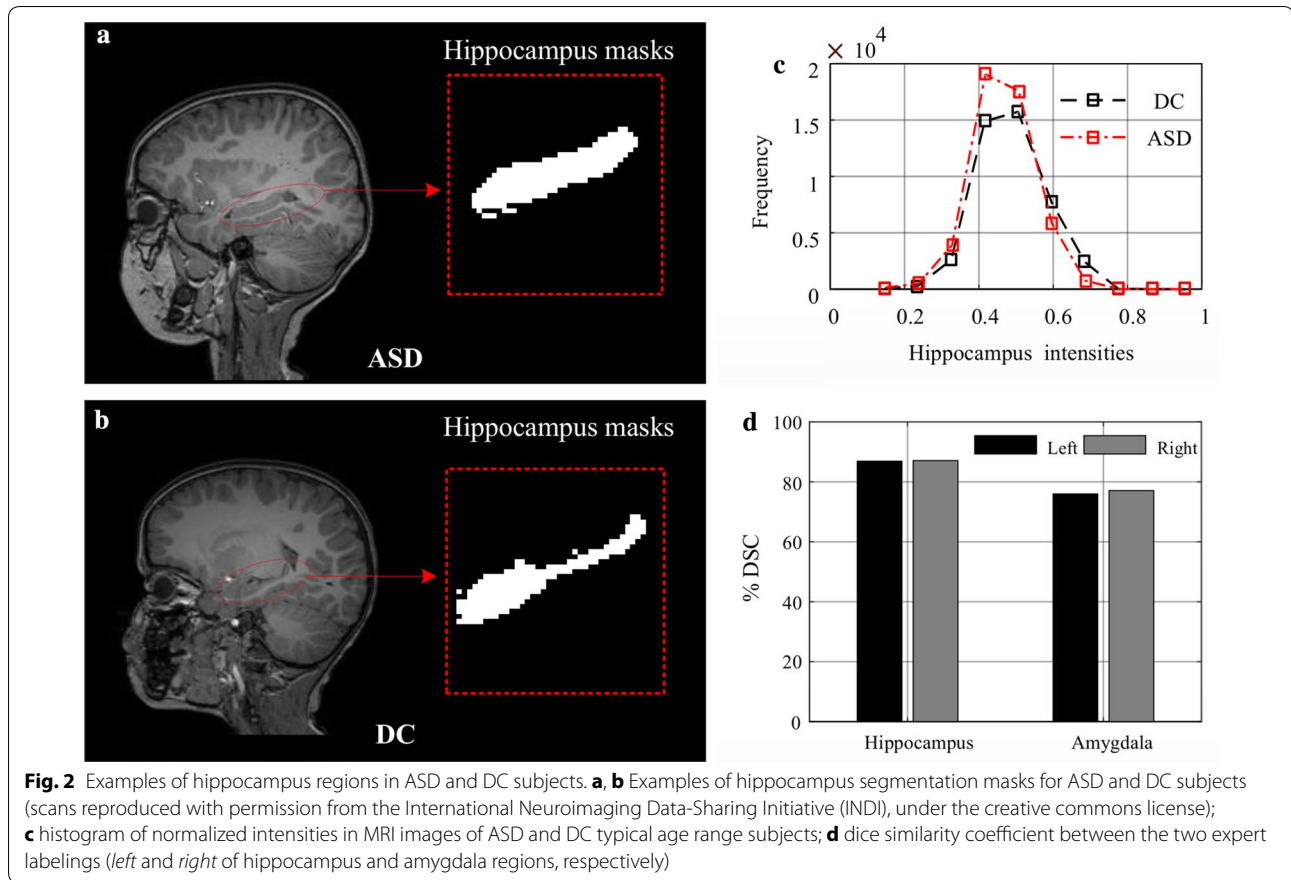 a
Hippocampus masks
ASD
b
Hippocampus masks
DC
c
× 10^4
2
1.5
1
0.5
0
Frequency
DC
ASD
0 0.2 0.4 0.6 0.8 1
Hippocampus intensities
d
100
80
60
40
20
0
% DSC
Left Right
Hippocampus Amygdala
Fig. 2 Examples of hippocampus regions in ASD and DC subjects. a, b Examples of hippocampus segmentation masks for ASD and DC subjects
(scans reproduced with permission from the International Neuroimaging Data-Sharing Initiative (INDI), under the creative commons license);
c histogram of normalized intensities in MRI images of ASD and DC typical age range subjects; d dice similarity coefficient between the two expert
labelings (left and right of hippocampus and amygdala regions, respectively)